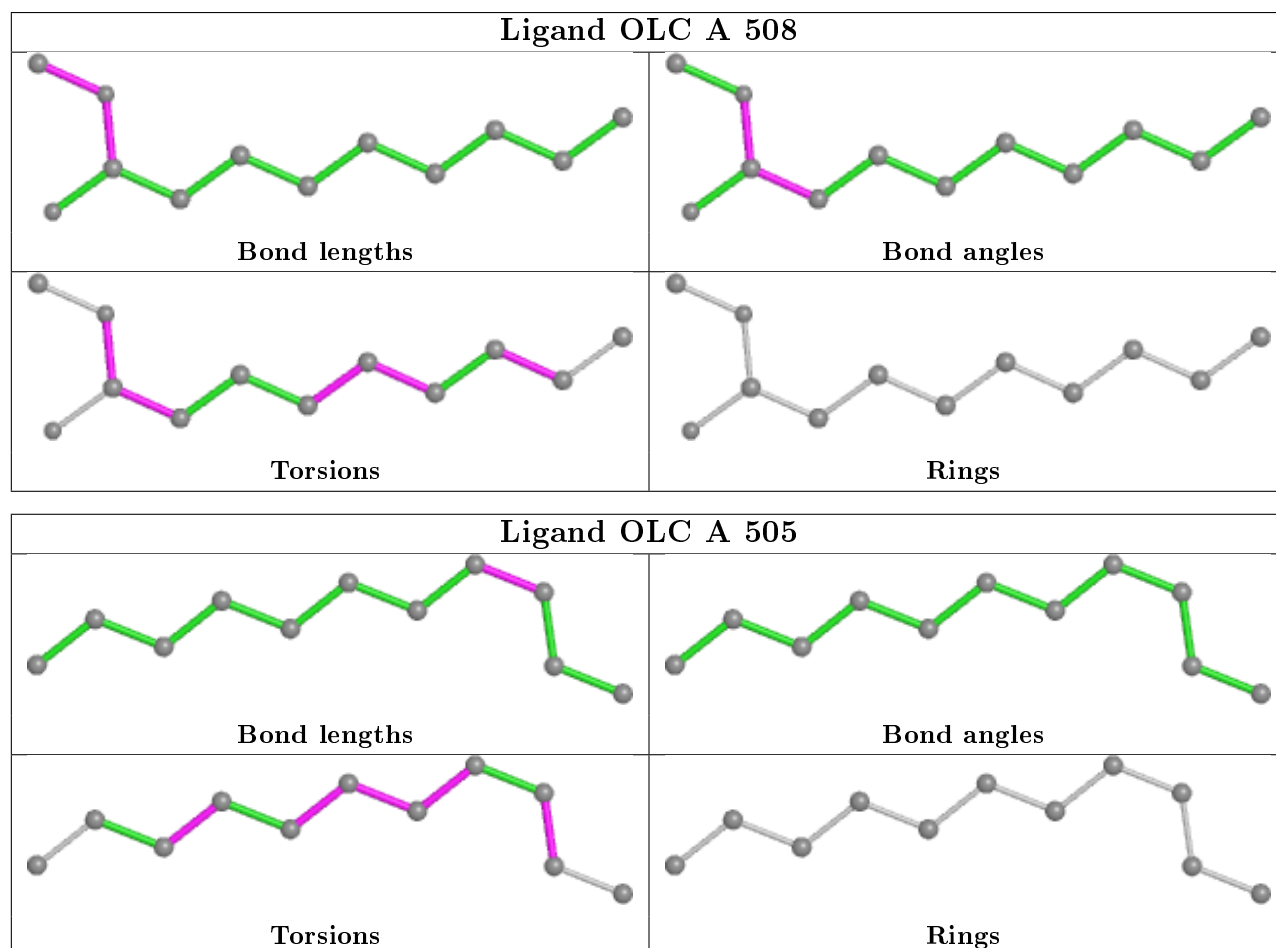 Ligand OLC A 508
Bond lengths
Bond angles
Torsions
Rings
Ligand OLC A 505
Bond lengths
Bond angles
Torsions
Rings